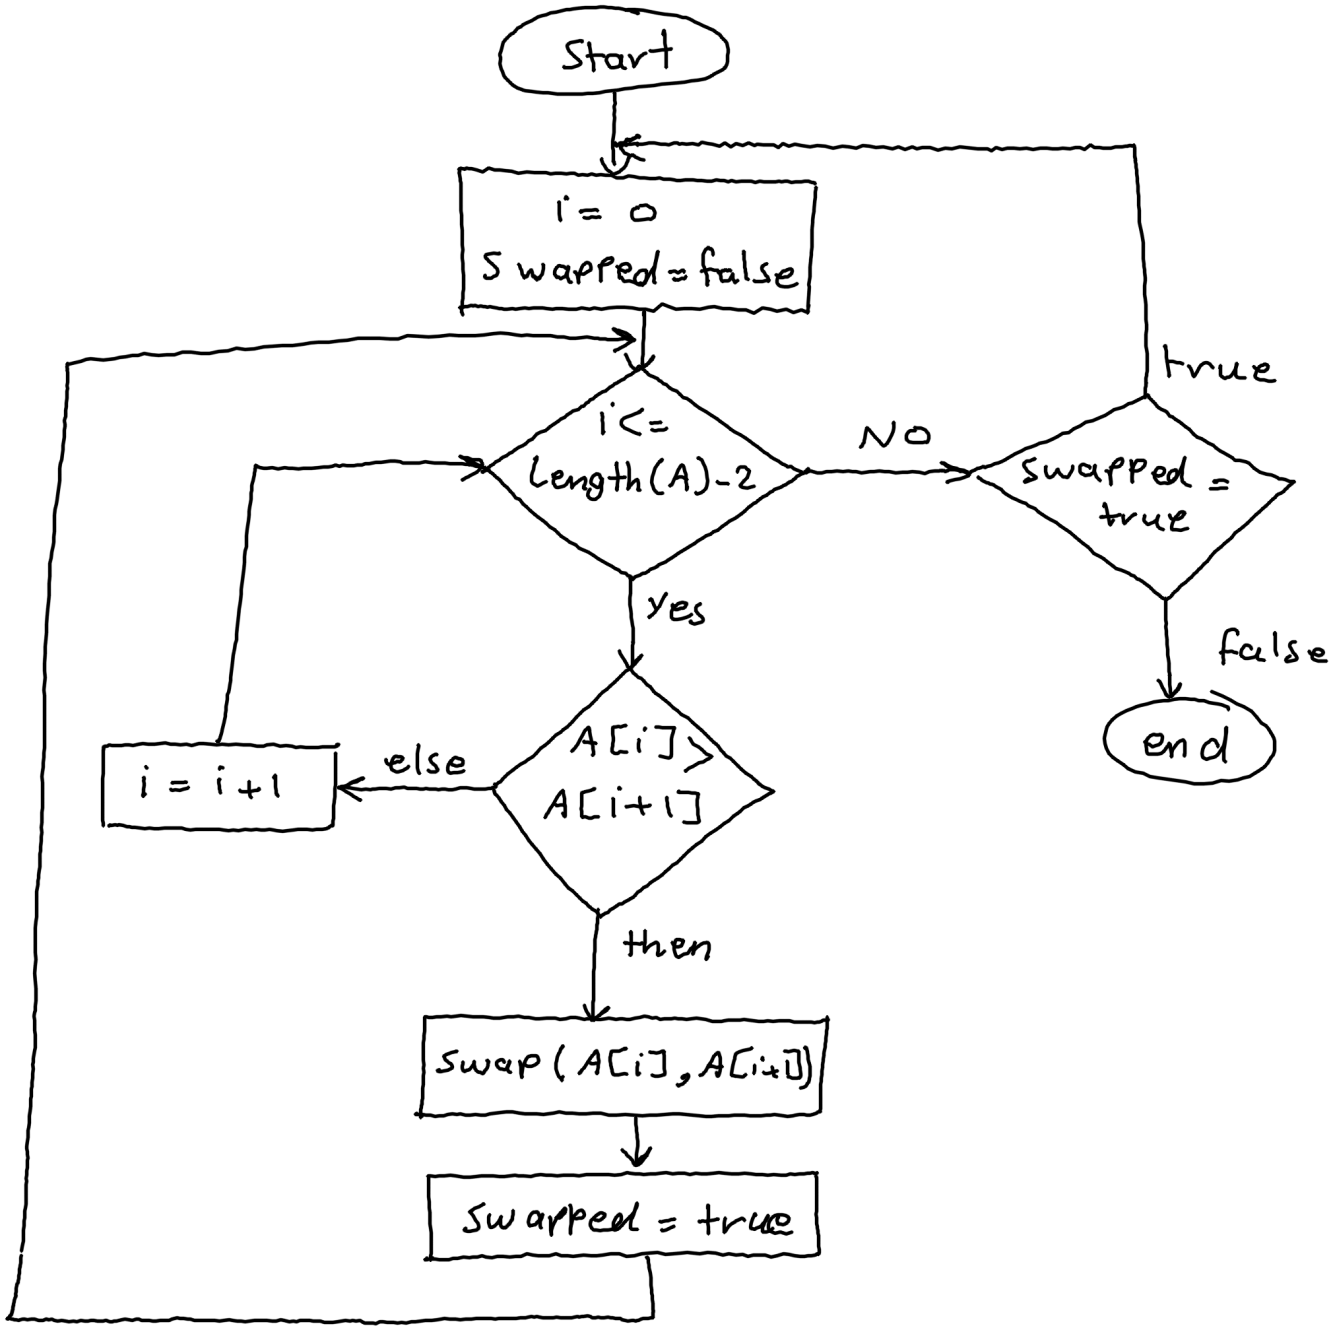 Start
i = 0
swapped = false
true
i <=
length(A)-2
NO
swapped =
true
yes
false
end
A[i] >
A[i+1]
else
i = i +1
then
swap (A[i], A[i+1])
swapped = true